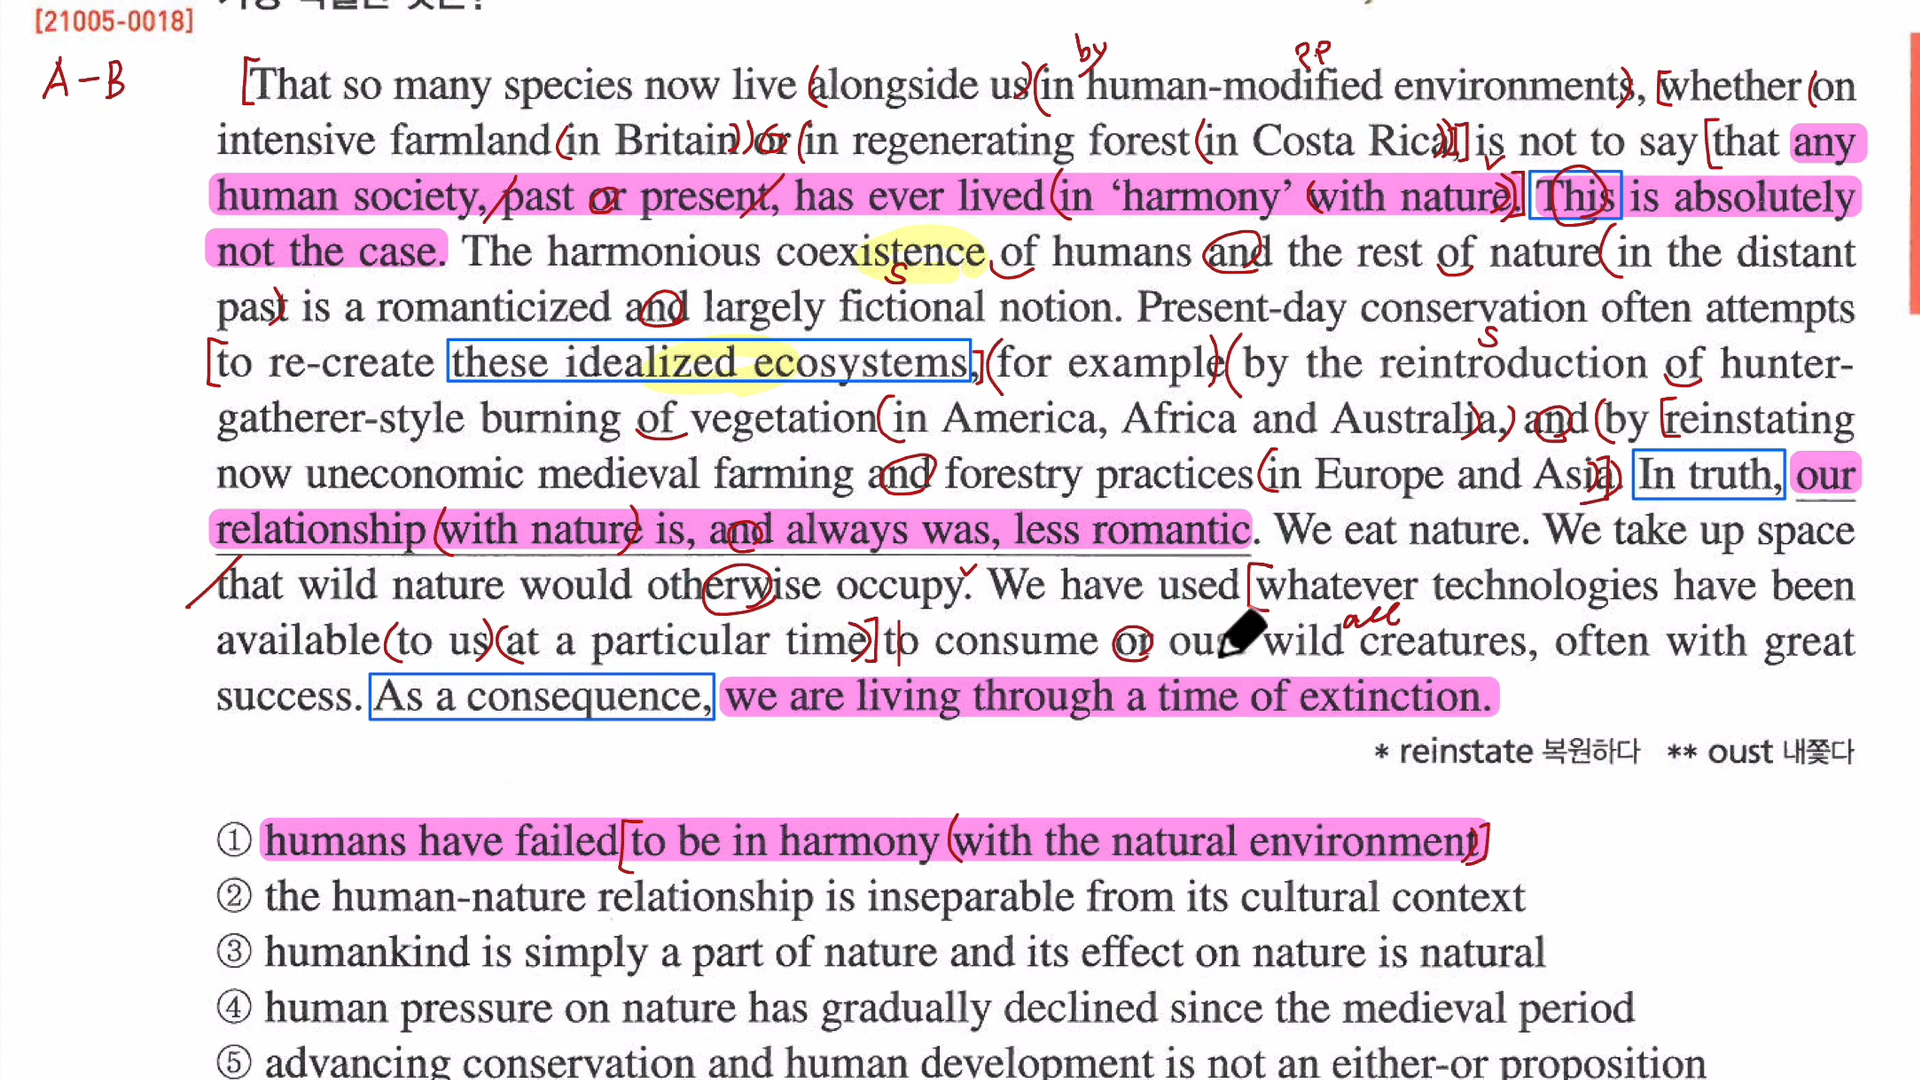 [21005-0018]
A-B
by
pp
That so many species now live alongside us in human-modified environments, whether on
intensive farmland in Britain or in regenerating forest in Costa Rica, is not to say that any
human society, past or present, has ever lived in ‘harmony’ with nature. This is absolutely
not the case. The harmonious coexistence of humans and the rest of nature in the distant
s
past is a romanticized and largely fictional notion. Present-day conservation often attempts
s
to re-create these idealized ecosystems, for example by the reintroduction of hunter-
gatherer-style burning of vegetation in America, Africa and Australia, and by reinstating
now uneconomic medieval farming and forestry practices in Europe and Asia. In truth, our
relationship with nature is, and always was, less romantic. We eat nature. We take up space
that wild nature would otherwise occupy. We have used whatever technologies have been
all
available to us at a particular time to consume or wild creatures, often with great
success. As a consequence, we are living through a time of extinction.
* reinstate 복원하다 ** oust 내쫓다
① humans have failed to be in harmony with the natural environment
② the human-nature relationship is inseparable from its cultural context
③ humankind is simply a part of nature and its effect on nature is natural
④ human pressure on nature has gradually declined since the medieval period
⑤ advancing conservation and human development is not an either-or proposition